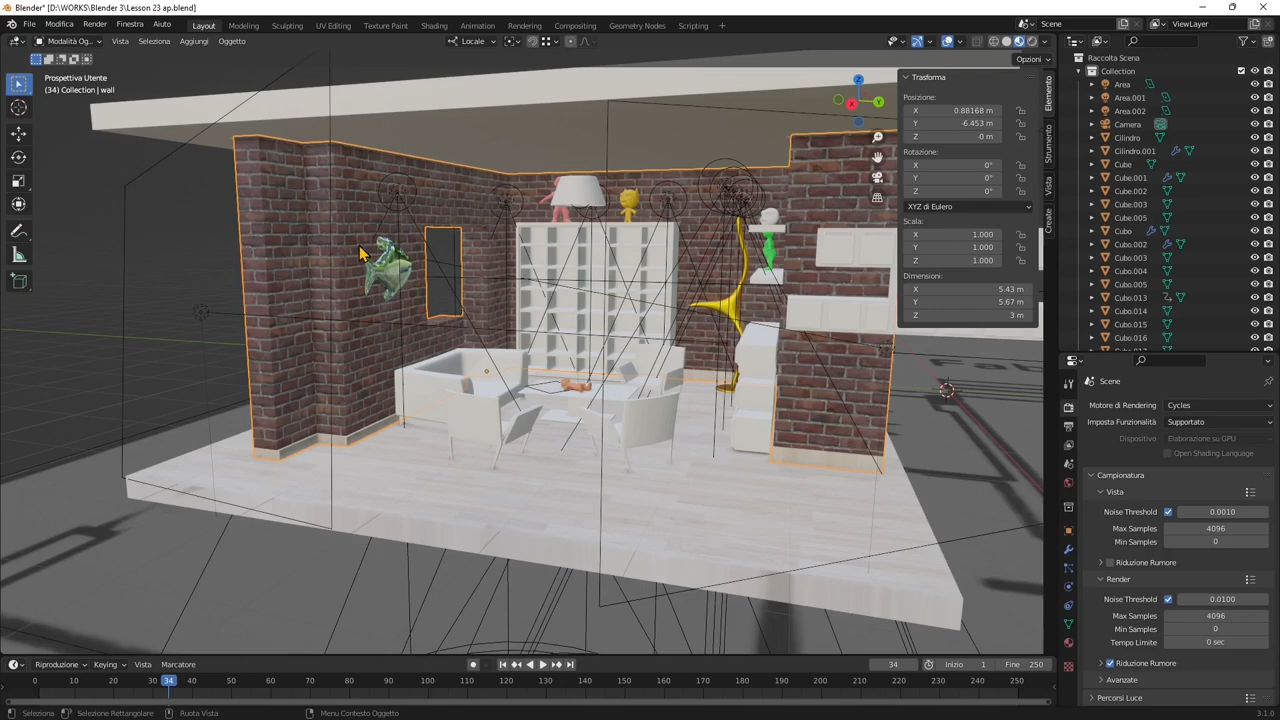 Blender* [D:\WORKS\Blender 3\Lesson 23 ap.blend]
File Modifica Render Finestra Aiuto Layout Modeling Sculpting UV Editing Texture Paint Shading Animation Rendering Compositing Geometry Nodes Scripting + Scene ViewLayer
Modalità Og... Vista Seleziona Aggiungi Oggetto Locale
Opzioni
Prospettiva Utente
(34) Collection | wall
Z
Y
X
Trasforma
Posizione:
X 0.88168 m
Y -6.453 m
Z -0 m
Rotazione:
X 0°
Y 0°
Z 0°
XYZ di Eulero
Scala:
X 1.000
Y 1.000
Z 1.000
Dimensioni:
X 5.43 m
Y 5.67 m
Z 3 m
Elemento
Strumento
Vista
Create
Raccolta Scena
Collection
Area
Area.001
Area.002
Camera
Cilindro
Cilindro.001
Cube
Cube.001
Cube.002
Cube.003
Cube.005
Cubo
Cubo.002
Cubo.003
Cubo.004
Cubo.005
Cubo.013
Cubo.014
Cubo.015
Cubo.016
Scene
Motore di Rendering Cycles
Imposta Funzionalità Supportato
Dispositivo Elaborazione su GPU
Open Shading Language
Campionatura
Vista
Noise Threshold 0.0010
Max Samples 4096
Min Samples 0
Riduzione Rumore
Render
Noise Threshold 0.0100
Max Samples 4096
Min Samples 0
Tempo Limite 0 sec
Riduzione Rumore
Avanzate
Percorsi Luce
Riproduzione Keying Vista Marcatore 34 Inizio 1 Fine 250
0 10 20 30 34 40 50 60 70 80 90 100 110 120 130 140 150 160 170 180 190 200 210 220 230 240 250
Seleziona Selezione Rettangolare Ruota Vista Menu Contesto Oggetto 3.1.0